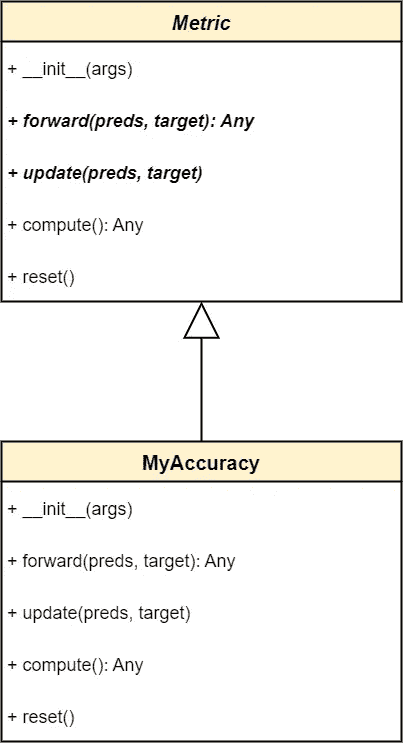 Metric
+ __init__(args)
+ forward(preds, target): Any
+ update(preds, target)
+ compute(): Any
+ reset()
MyAccuracy
+ __init__(args)
+ forward(preds, target): Any
+ update(preds, target)
+ compute(): Any
+ reset()